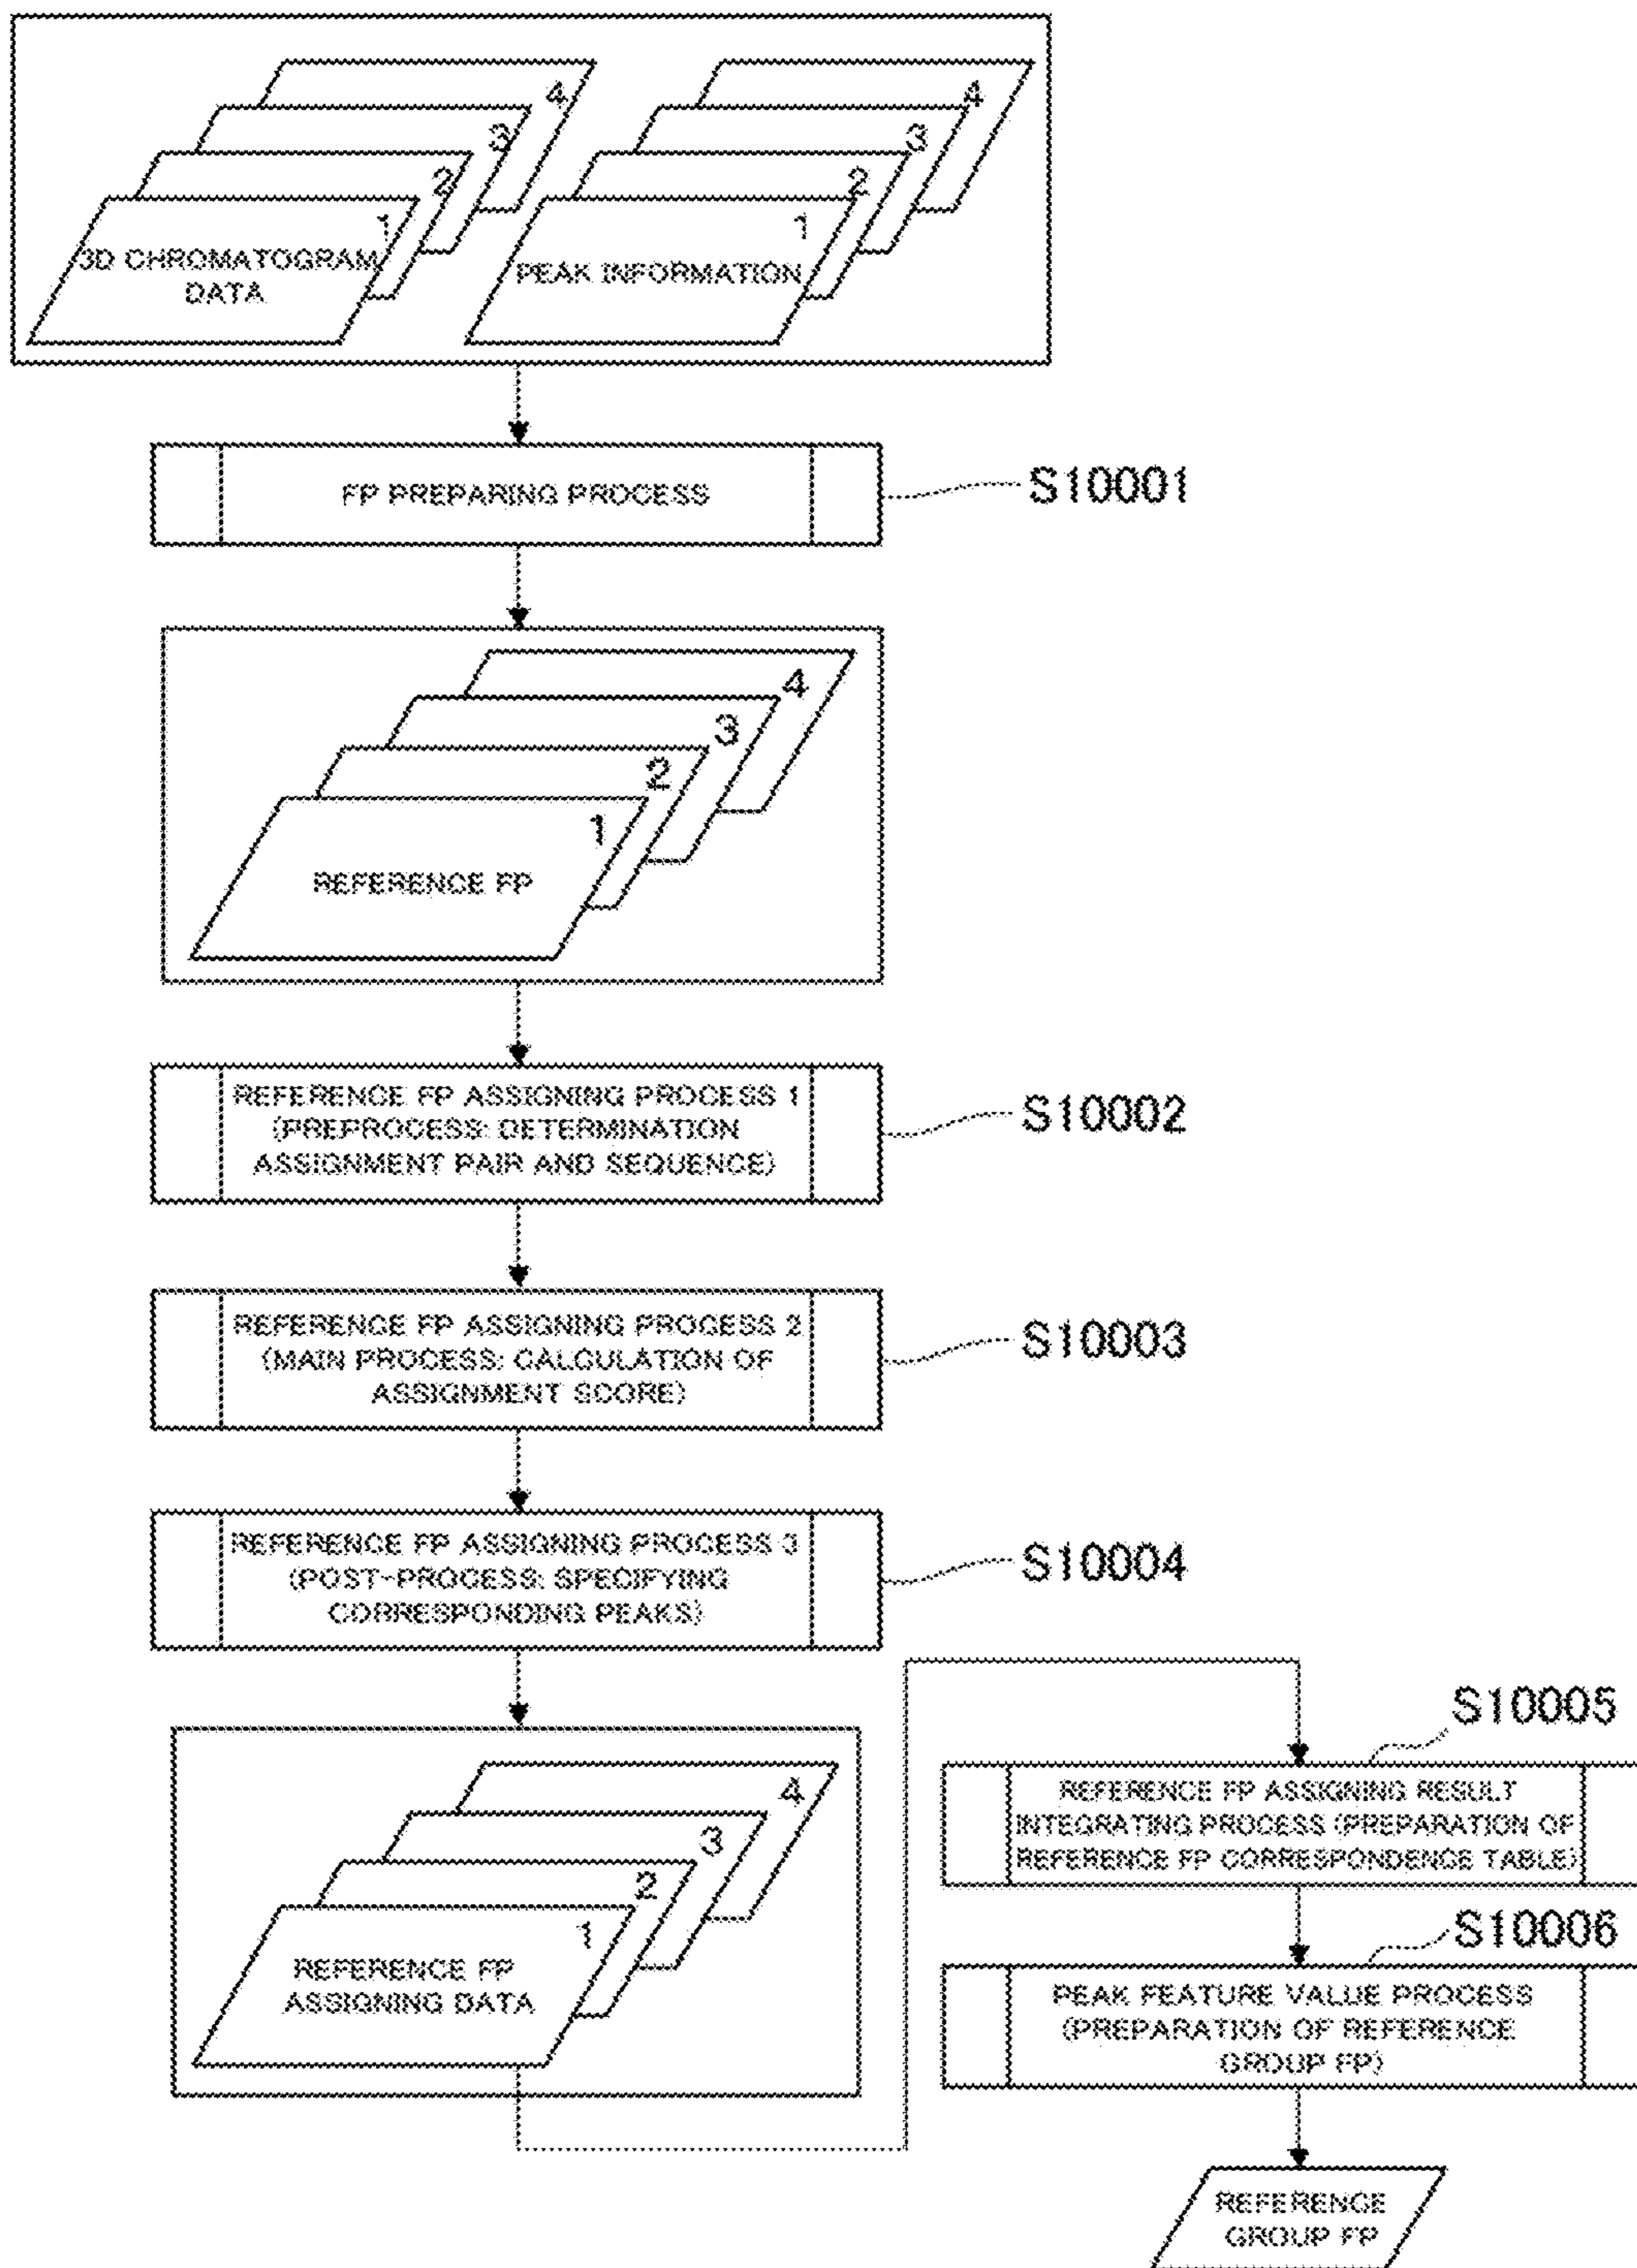 4
3
2
1
3D CHROMATOGRAM
DATA
4
3
2
1
PEAK INFORMATION
FP PREPARING PROCESS
S10001
4
3
2
1
REFERENCE FP
REFERENCE FP ASSIGNING PROCESS 1
(PREPROCESS: DETERMINATION
ASSIGNMENT PAIR AND SEQUENCE)
S10002
REFERENCE FP ASSIGNING PROCESS 2
(MAIN PROCESS: CALCULATION OF
ASSIGNMENT SCORE)
S10003
REFERENCE FP ASSIGNING PROCESS 3
(POST-PROCESS: SPECIFYING
CORRESPONDING PEAKS)
S10004
4
3
2
1
REFERENCE FP
ASSIGNING DATA
S10005
REFERENCE FP ASSIGNING RESULT
INTEGRATING PROCESS (PREPARATION OF
REFERENCE FP CORRESPONDENCE TABLE)
S10006
PEAK FEATURE VALUE PROCESS
(PREPARATION OF REFERENCE
GROUP FP)
REFERENCE
GROUP FP